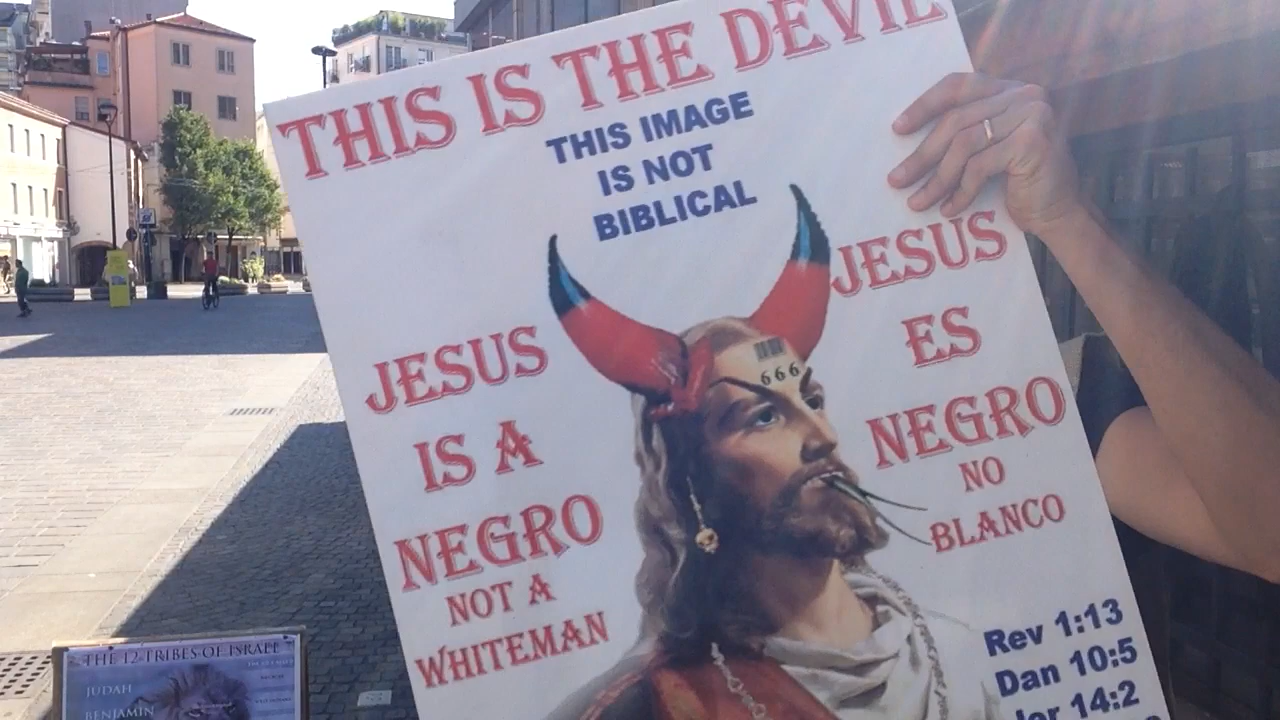 THIS IS THE DEVIL
THIS IMAGE
IS NOT
BIBLICAL
JESUS
IS A
NEGRO
NOT A
WHITEMAN
JESUS
ES
NEGRO
NO
BLANCO
666
Rev 1:13
Dan 10:5
Jer 14:2
THE 12 TRIBES OF ISRAEL
JUDAH
BENJAMIN